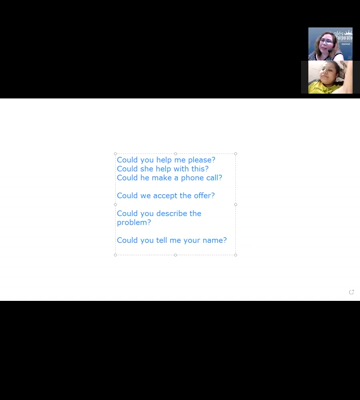 Could you help me please?
Could she help with this?
Could he make a phone call?
Could we accept the offer?
Could you describe the
problem?
Could you tell me your name?